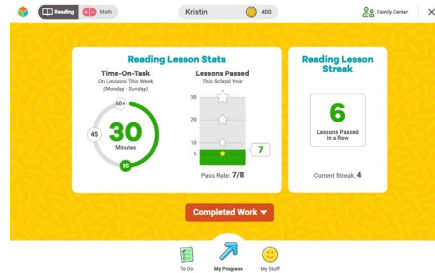 Reading
Math
Kristin
400
Family Center
Reading Lesson Stats
Time-On-Task
On Lessons This Week
(Monday - Sunday)
60+
45
30
Minutes
30
Lessons Passed
This School Year
30
20
10
5
7
Pass Rate: 7/8
Reading Lesson
Streak
6
Lessons Passed
in a Row
Current Streak: 4
Completed Work
To Do
My Progress
My Stuff